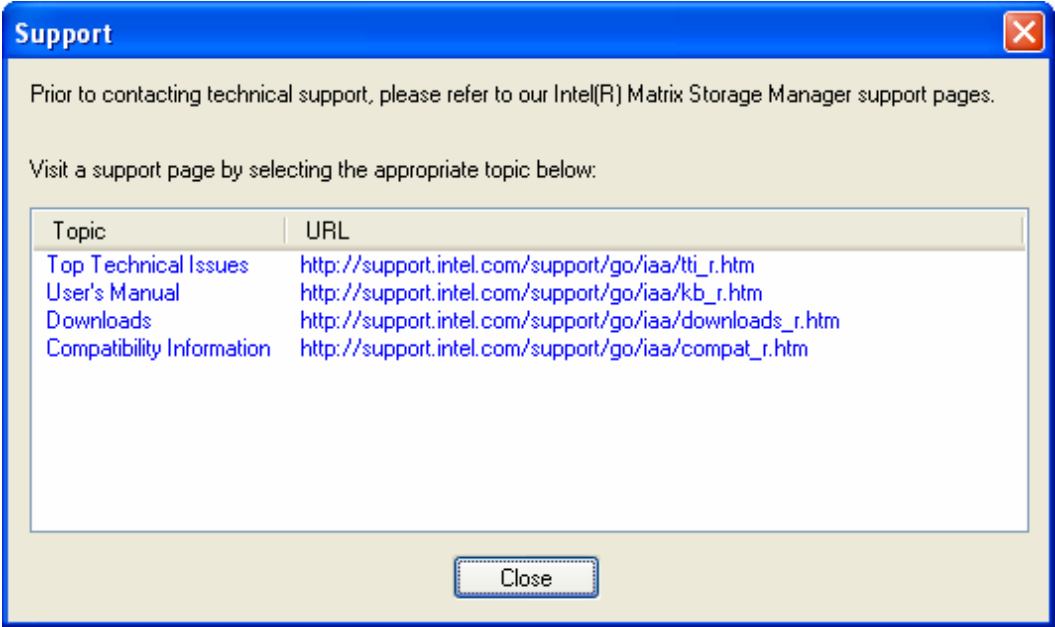 Support
Prior to contacting technical support, please refer to our Intel(R) Matrix Storage Manager support pages.
Visit a support page by selecting the appropriate topic below:
Topic URL
Top Technical Issues http://support.intel.com/support/go/iaa/tti_r.htm
User's Manual http://support.intel.com/support/go/iaa/kb_r.htm
Downloads http://support.intel.com/support/go/iaa/downloads_r.htm
Compatibility Information http://support.intel.com/support/go/iaa/compat_r.htm
Close